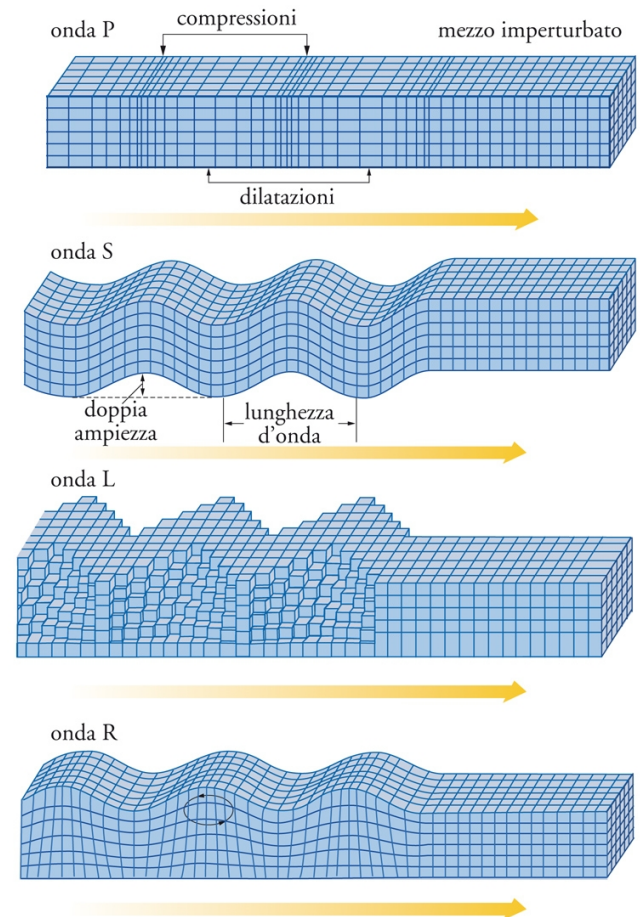 onda P
compressioni
mezzo imperturbato
dilatazioni
onda S
doppia
ampiezza
lunghezza
d’onda
onda L
onda R